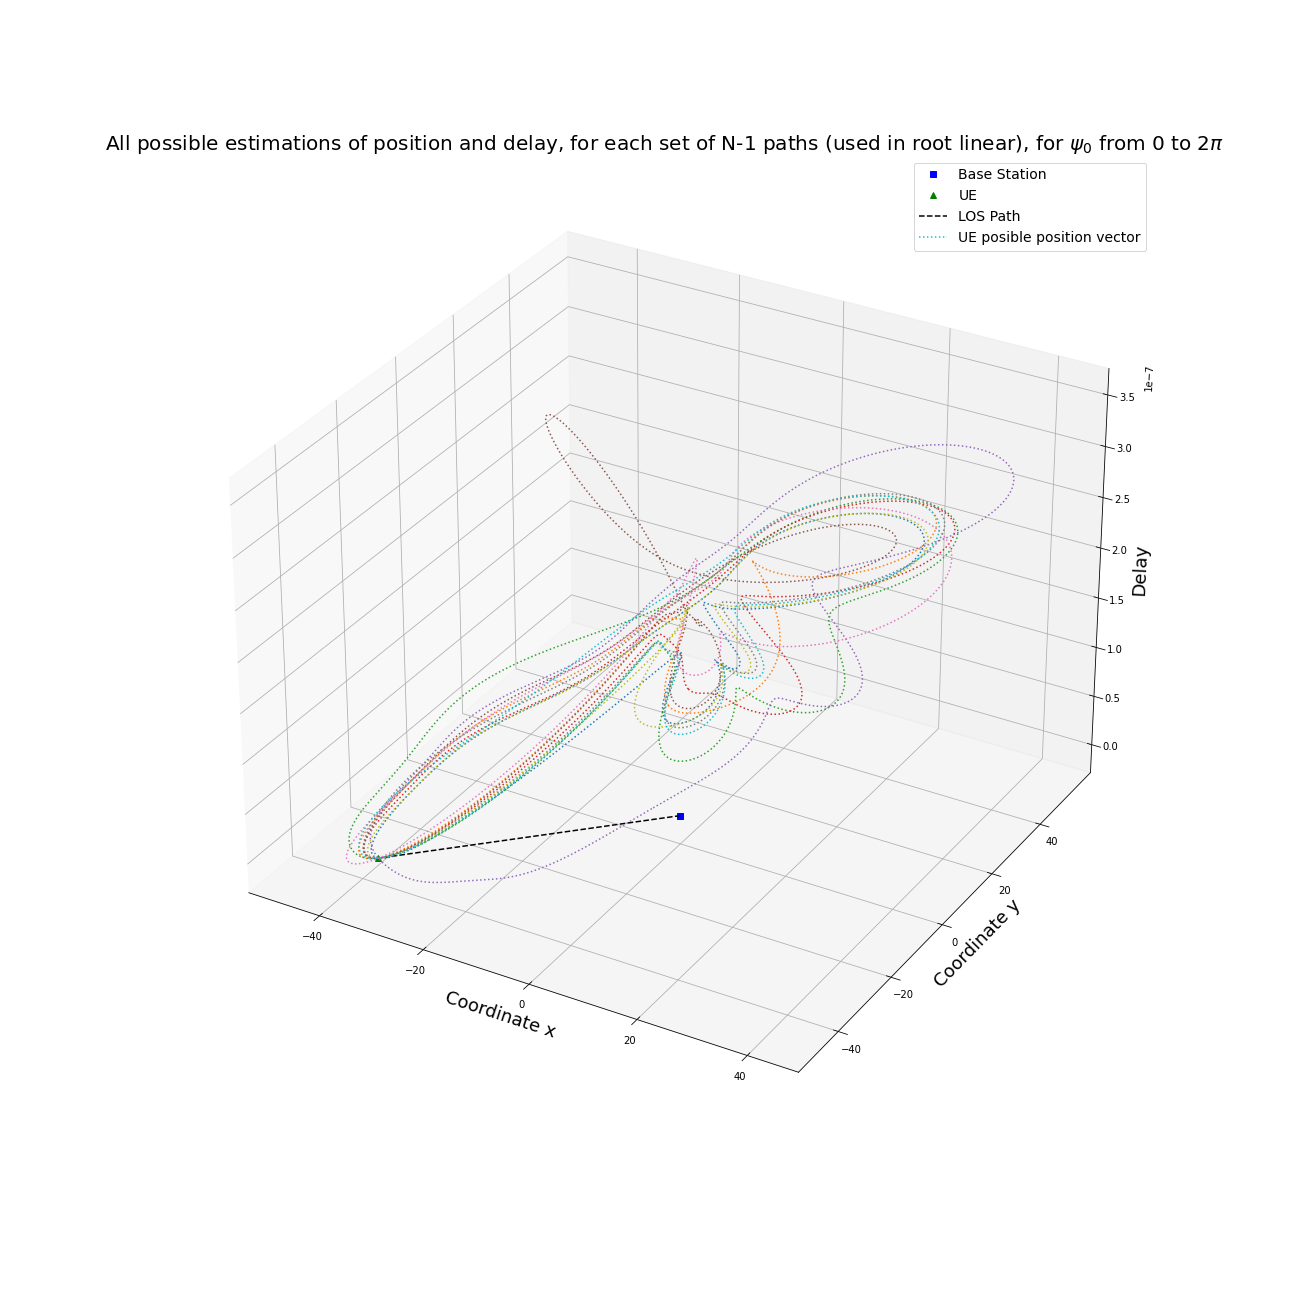 All possible estimations of position and delay, for each set of N-1 paths (used in root linear), for ψ₀ from 0 to 2π
Base Station
UE
LOS Path
UE posible position vector
1e−7
3.5
3.0
2.5
2.0
1.5
1.0
0.5
0.0
Delay
40
20
0
−20
−40
Coordinate y
−40
−20
0
20
40
Coordinate x